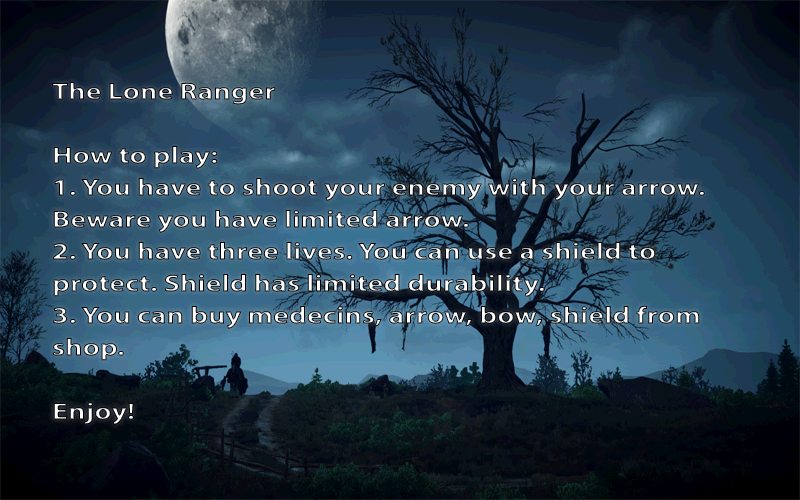 The Lone Ranger
How to play:
1. You have to shoot your enemy with your arrow.
Beware you have limited arrow.
2. You have three lives. You can use a shield to
protect. Shield has limited durability.
3. You can buy medecins, arrow, bow, shield from
shop.
Enjoy!